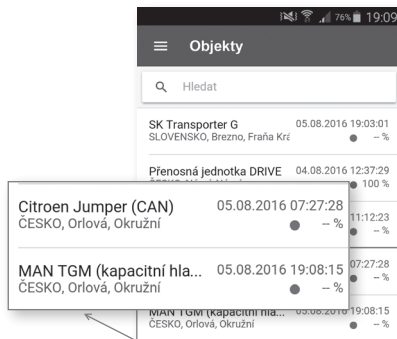 76% 19:09
Objekty
Hledat
SK Transporter G 05.08.2016 19:03:01
SLOVENSKO, Brezno, Fraňa Krá -- %
Přenosná jednotka DRIVE 04.08.2016 12:37:29
100 %
Citroen Jumper (CAN) 05.08.2016 07:27:28
ČESKO, Orlová, Okružní -- %
MAN TGM (kapacitní hla... 05.08.2016 19:08:15
ČESKO, Orlová, Okružní -- %
11:12:23
-- %
07:27:28
-- %
MAN TGM (kapacitní hla... 05.08.2016 19:08:15
ČESKO, Orlová, Okružní -- %